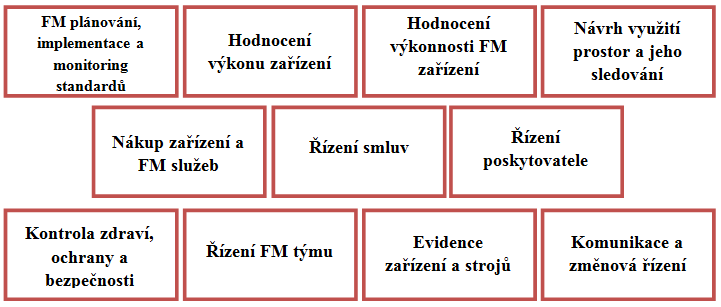 FM plánování,
implementace a
monitoring
standardů
Hodnocení
výkonu zařízení
Hodnocení
výkonnosti FM
zařízení
Návrh využití
prostor a jeho
sledování
Nákup zařízení a
FM služeb
Řízení smluv
Řízení
poskytovatele
Kontrola zdraví,
ochrany a
bezpečnosti
Řízení FM týmu
Evidence
zařízení a strojů
Komunikace a
změnová řízení